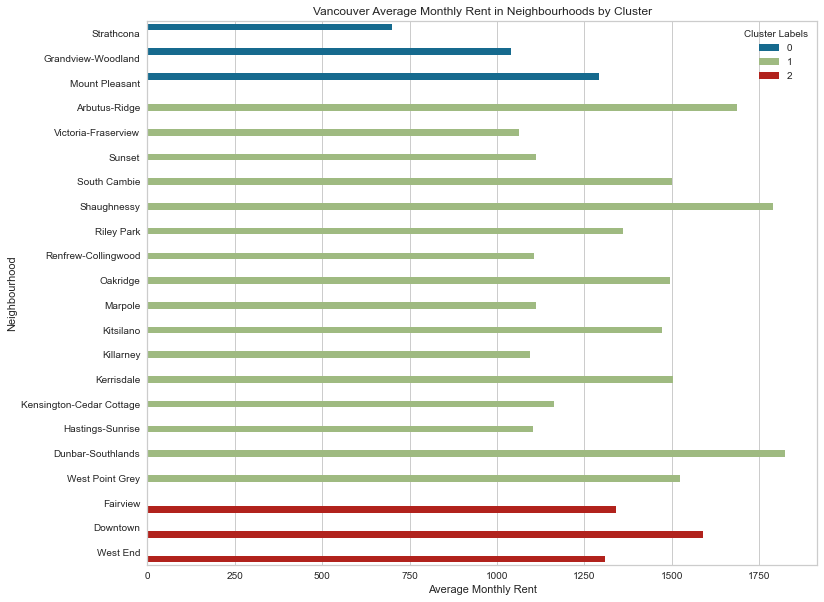 Vancouver Average Monthly Rent in Neighbourhoods by Cluster
Cluster Labels
0
1
2
Neighbourhood
Strathcona
Grandview-Woodland
Mount Pleasant
Arbutus-Ridge
Victoria-Fraserview
Sunset
South Cambie
Shaughnessy
Riley Park
Renfrew-Collingwood
Oakridge
Marpole
Kitsilano
Killarney
Kerrisdale
Kensington-Cedar Cottage
Hastings-Sunrise
Dunbar-Southlands
West Point Grey
Fairview
Downtown
West End
0 250 500 750 1000 1250 1500 1750
Average Monthly Rent